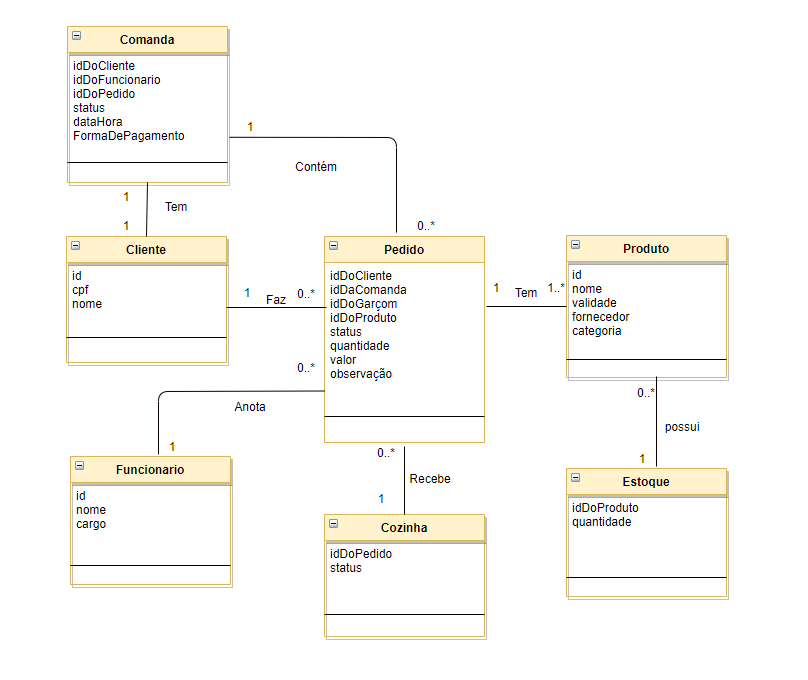 Comanda
idDoCliente
idDoFuncionario
idDoPedido
status
dataHora
FormaDePagamento
1
Contém
0..*
1
Tem
1
Cliente
id
cpf
nome
1
Faz
0..*
Pedido
idDoCliente
idDaComanda
idDoGarçom
idDoProduto
status
quantidade
valor
observação
1
Tem
1..*
Produto
id
nome
validade
fornecedor
categoria
0..*
Anota
1
0..*
possui
1
Funcionario
id
nome
cargo
0..*
Recebe
1
Cozinha
idDoPedido
status
Estoque
idDoProduto
quantidade